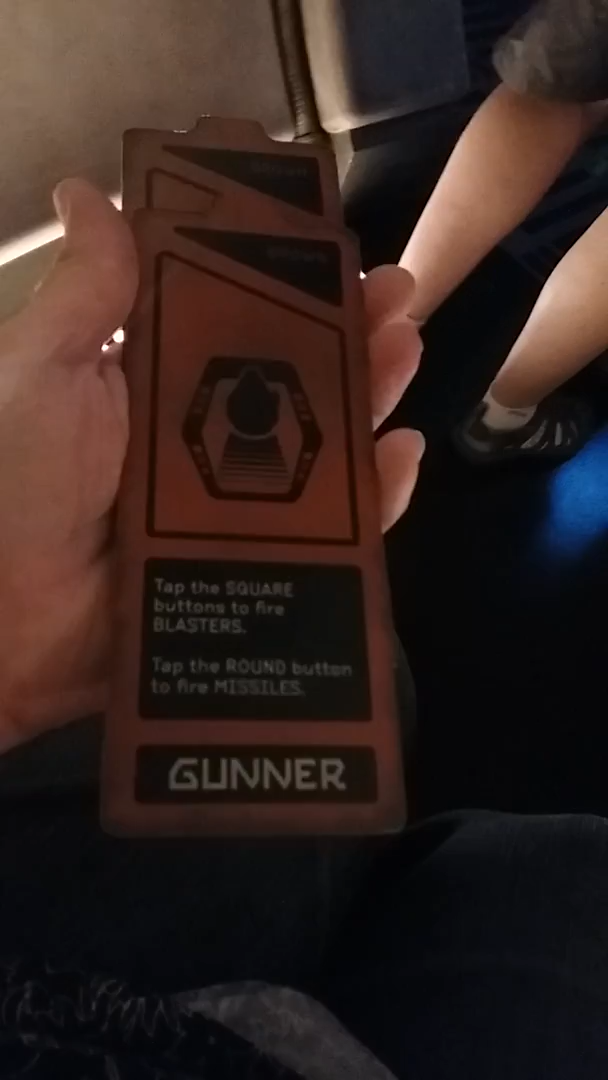 Tap the SQUARE
buttons to fire
BLASTERS.
Tap the ROUND button
to fire MISSILES.
GUNNER